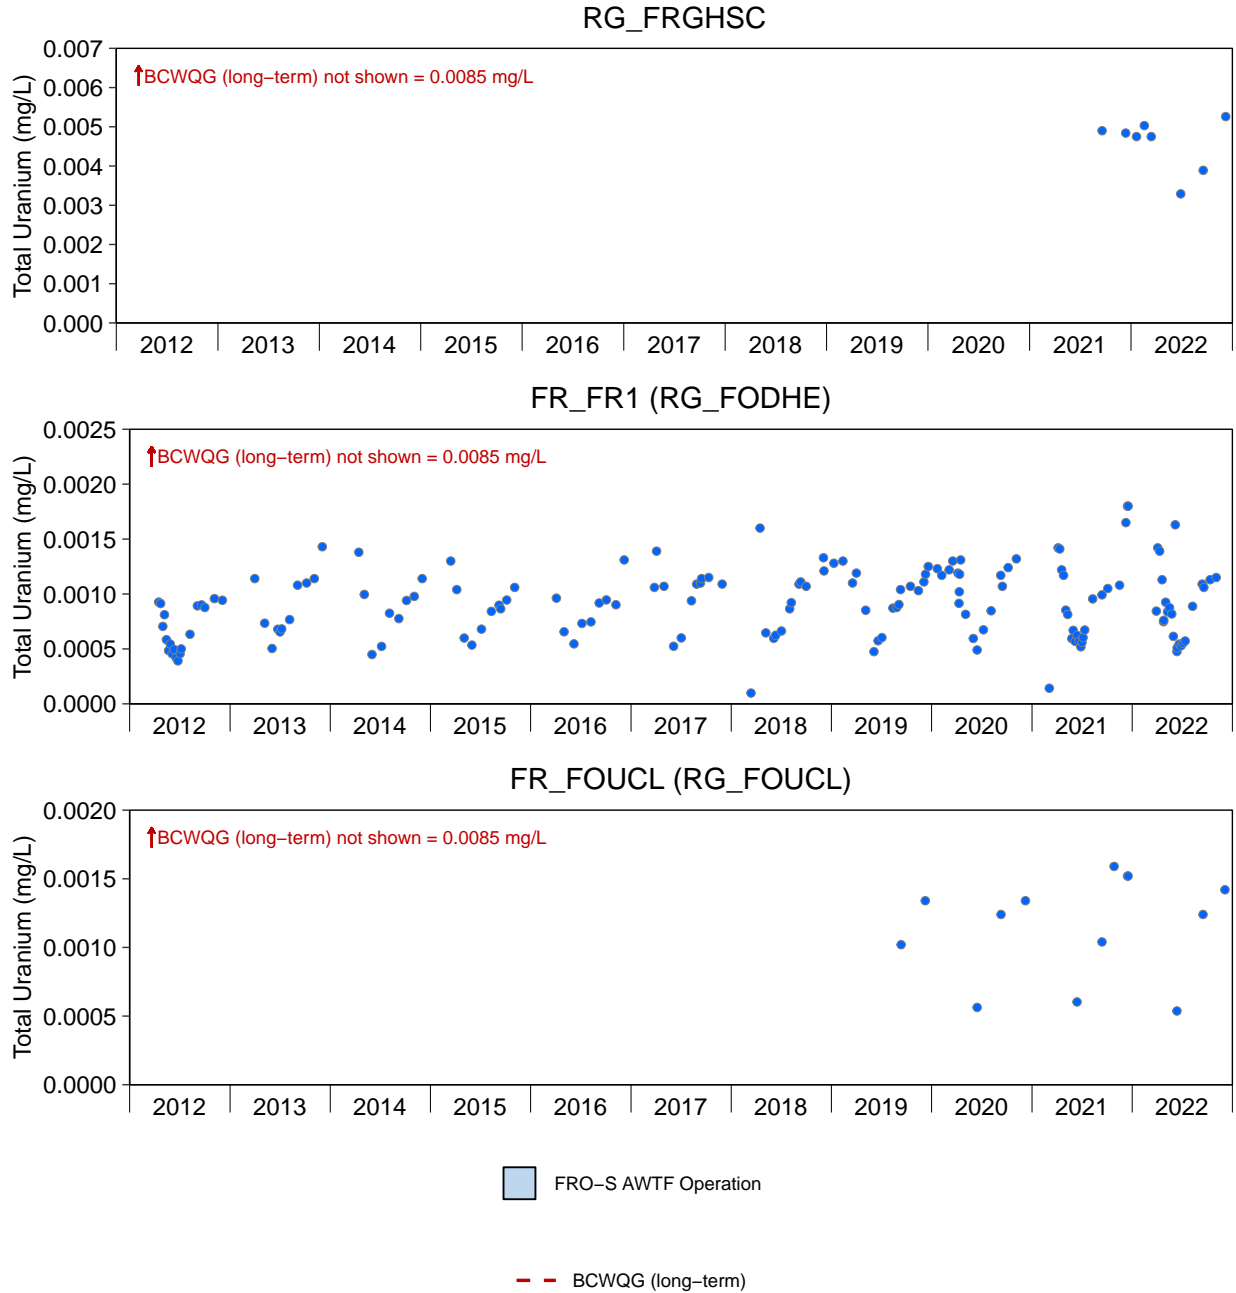 RG_FRGHSC
Total Uranium (mg/L)
0.007
0.006
0.005
0.004
0.003
0.002
0.001
0.000
↑BCWQG (long−term) not shown = 0.0085 mg/L
2012 2013 2014 2015 2016 2017 2018 2019 2020 2021 2022
FR_FR1 (RG_FODHE)
Total Uranium (mg/L)
0.0025
0.0020
0.0015
0.0010
0.0005
0.0000
↑BCWQG (long−term) not shown = 0.0085 mg/L
2012 2013 2014 2015 2016 2017 2018 2019 2020 2021 2022
FR_FOUCL (RG_FOUCL)
Total Uranium (mg/L)
0.0020
0.0015
0.0010
0.0005
0.0000
↑BCWQG (long−term) not shown = 0.0085 mg/L
2012 2013 2014 2015 2016 2017 2018 2019 2020 2021 2022
FRO−S AWTF Operation
BCWQG (long−term)